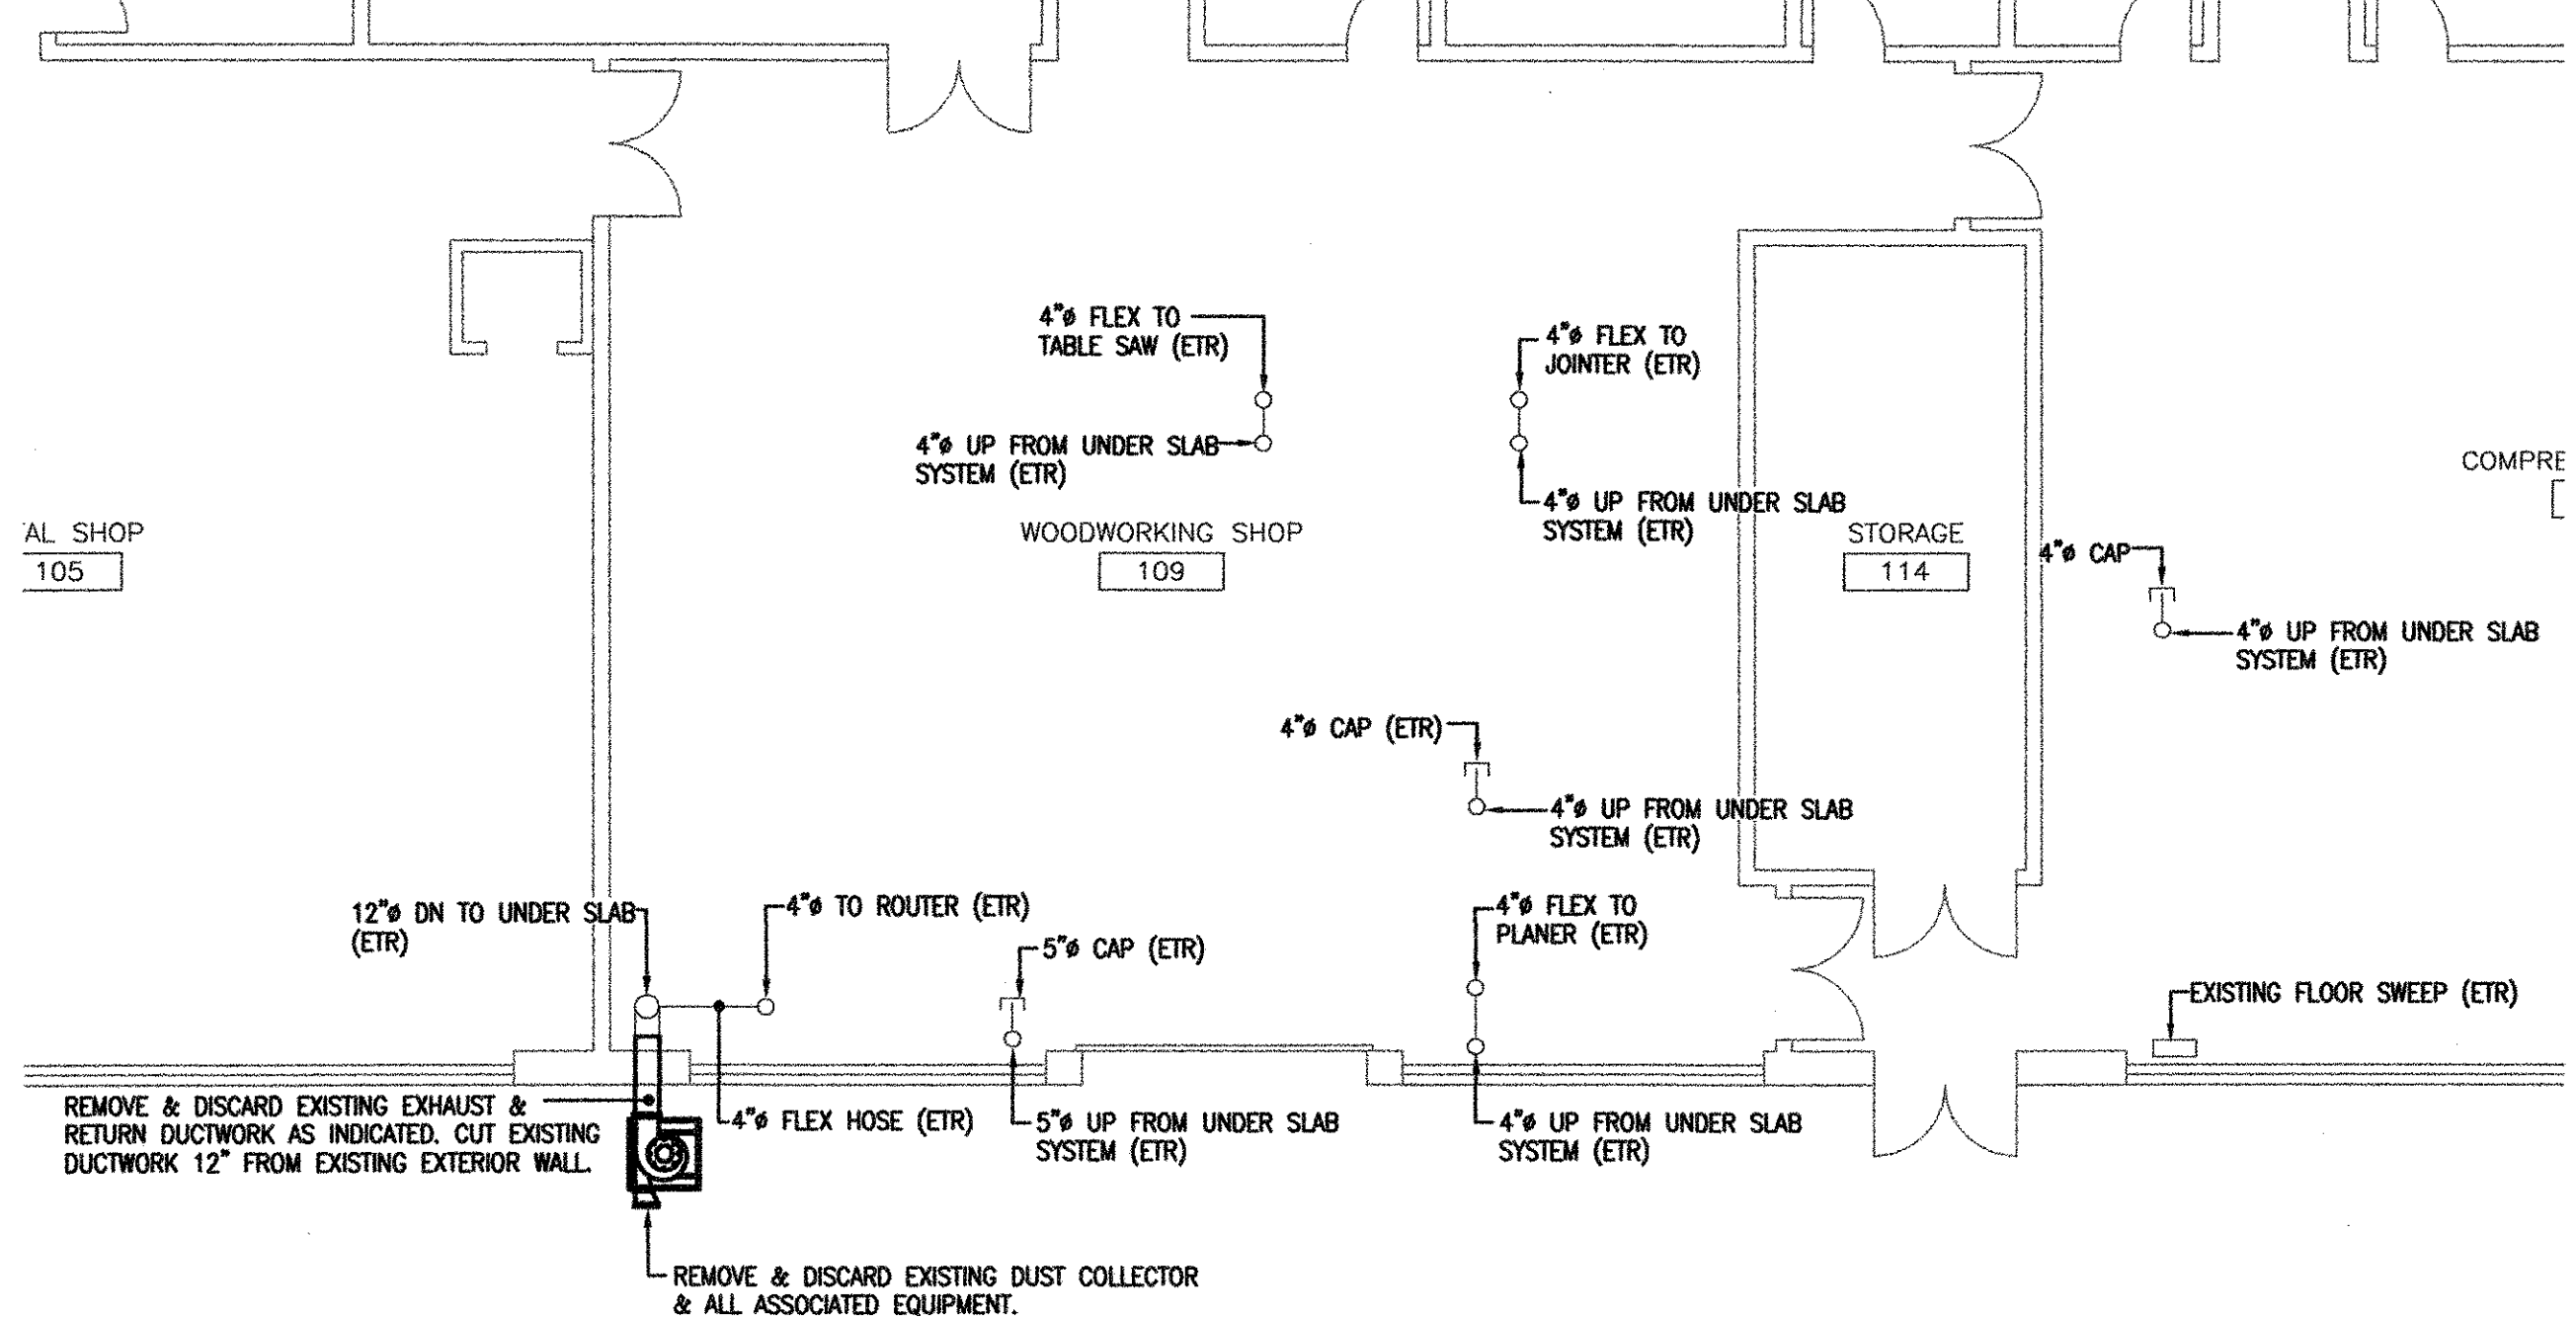 4"ø FLEX TO
TABLE SAW (ETR)
4"ø FLEX TO
JOINTER (ETR)
4"ø UP FROM UNDER SLAB
SYSTEM (ETR)
4"ø UP FROM UNDER SLAB
SYSTEM (ETR)
COMPRE
AL SHOP
105
WOODWORKING SHOP
109
STORAGE
114
4"ø CAP
4"ø UP FROM UNDER SLAB
SYSTEM (ETR)
4"ø CAP (ETR)
4"ø UP FROM UNDER SLAB
SYSTEM (ETR)
12"ø DN TO UNDER SLAB
(ETR)
4"ø TO ROUTER (ETR)
5"ø CAP (ETR)
4"ø FLEX TO
PLANER (ETR)
EXISTING FLOOR SWEEP (ETR)
REMOVE & DISCARD EXISTING EXHAUST &
RETURN DUCTWORK AS INDICATED. CUT EXISTING
DUCTWORK 12" FROM EXISTING EXTERIOR WALL.
4"ø FLEX HOSE (ETR)
5"ø UP FROM UNDER SLAB
SYSTEM (ETR)
4"ø UP FROM UNDER SLAB
SYSTEM (ETR)
REMOVE & DISCARD EXISTING DUST COLLECTOR
& ALL ASSOCIATED EQUIPMENT.